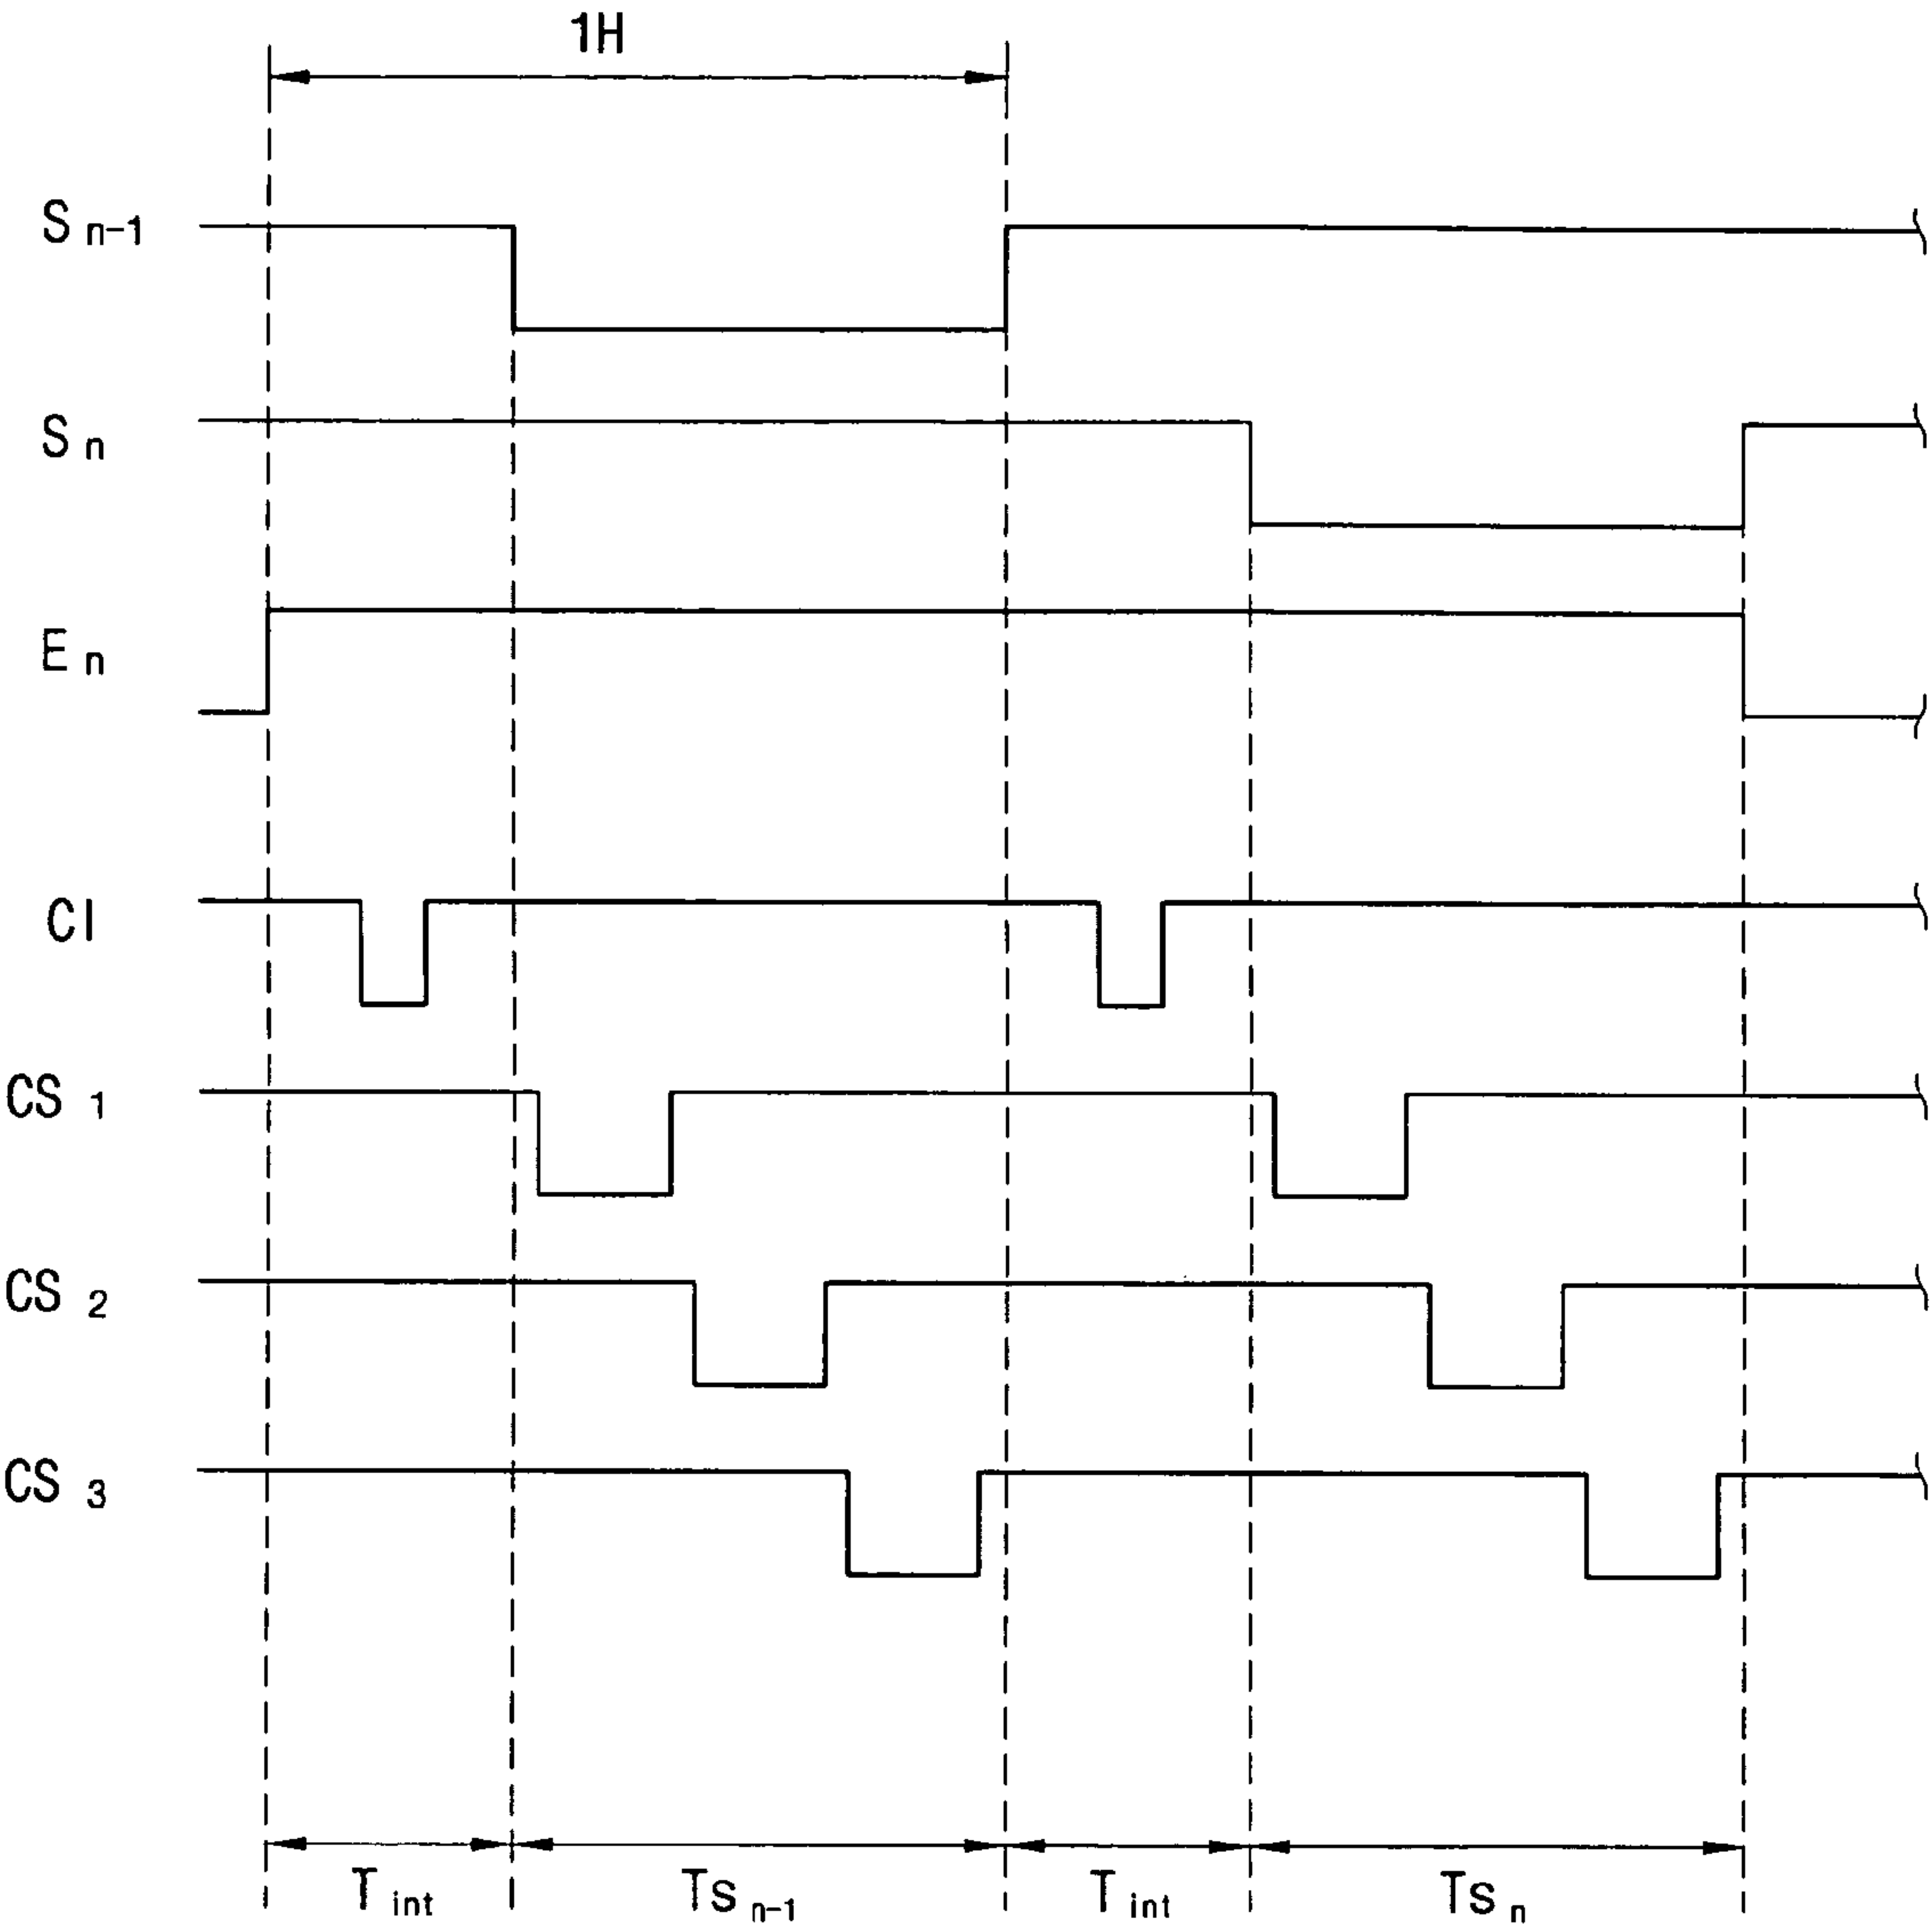 1H
S n-1
S n
E n
CI
CS 1
CS 2
CS 3
T int TS n-1 T int TS n